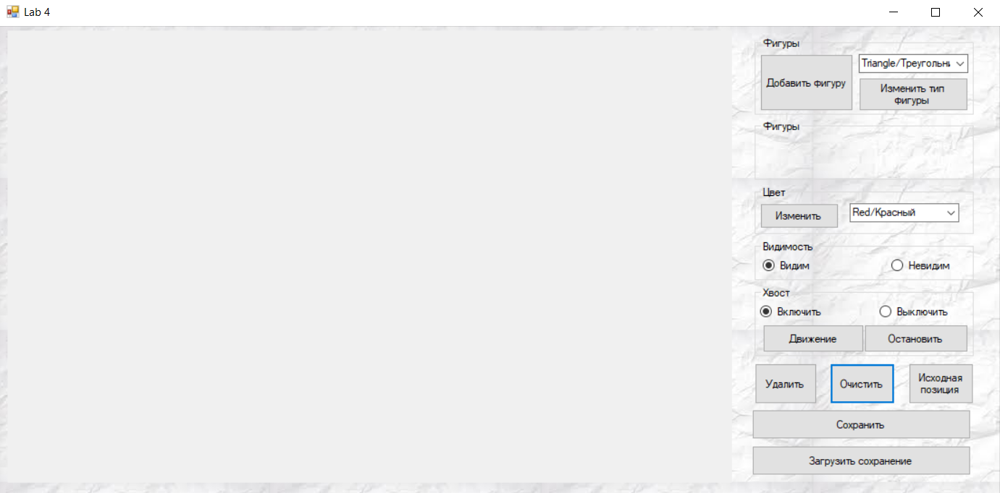 Lab 4
Фигуры
Добавить фигуру
Triangle/Треугольни
Изменить тип
фигуры
Фигуры
Цвет
Изменить
Red/Красный
Видимость
Видим
Невидим
Хвост
Включить
Выключить
Движение
Остановить
Удалить
Очистить
Исходная
позиция
Сохранить
Загрузить сохранение